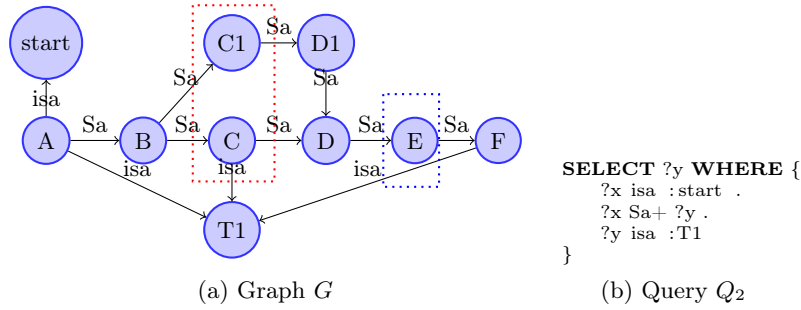 start
C1
Sa
D1
Sa
Sa
isa
A
Sa
B
Sa
C
Sa
D
Sa
E
Sa
F
isa
isa
isa
T1
SELECT ?y WHERE {
?x isa :start .
?x Sa+ ?y .
?y isa :T1
}
(a) Graph G
(b) Query Q2